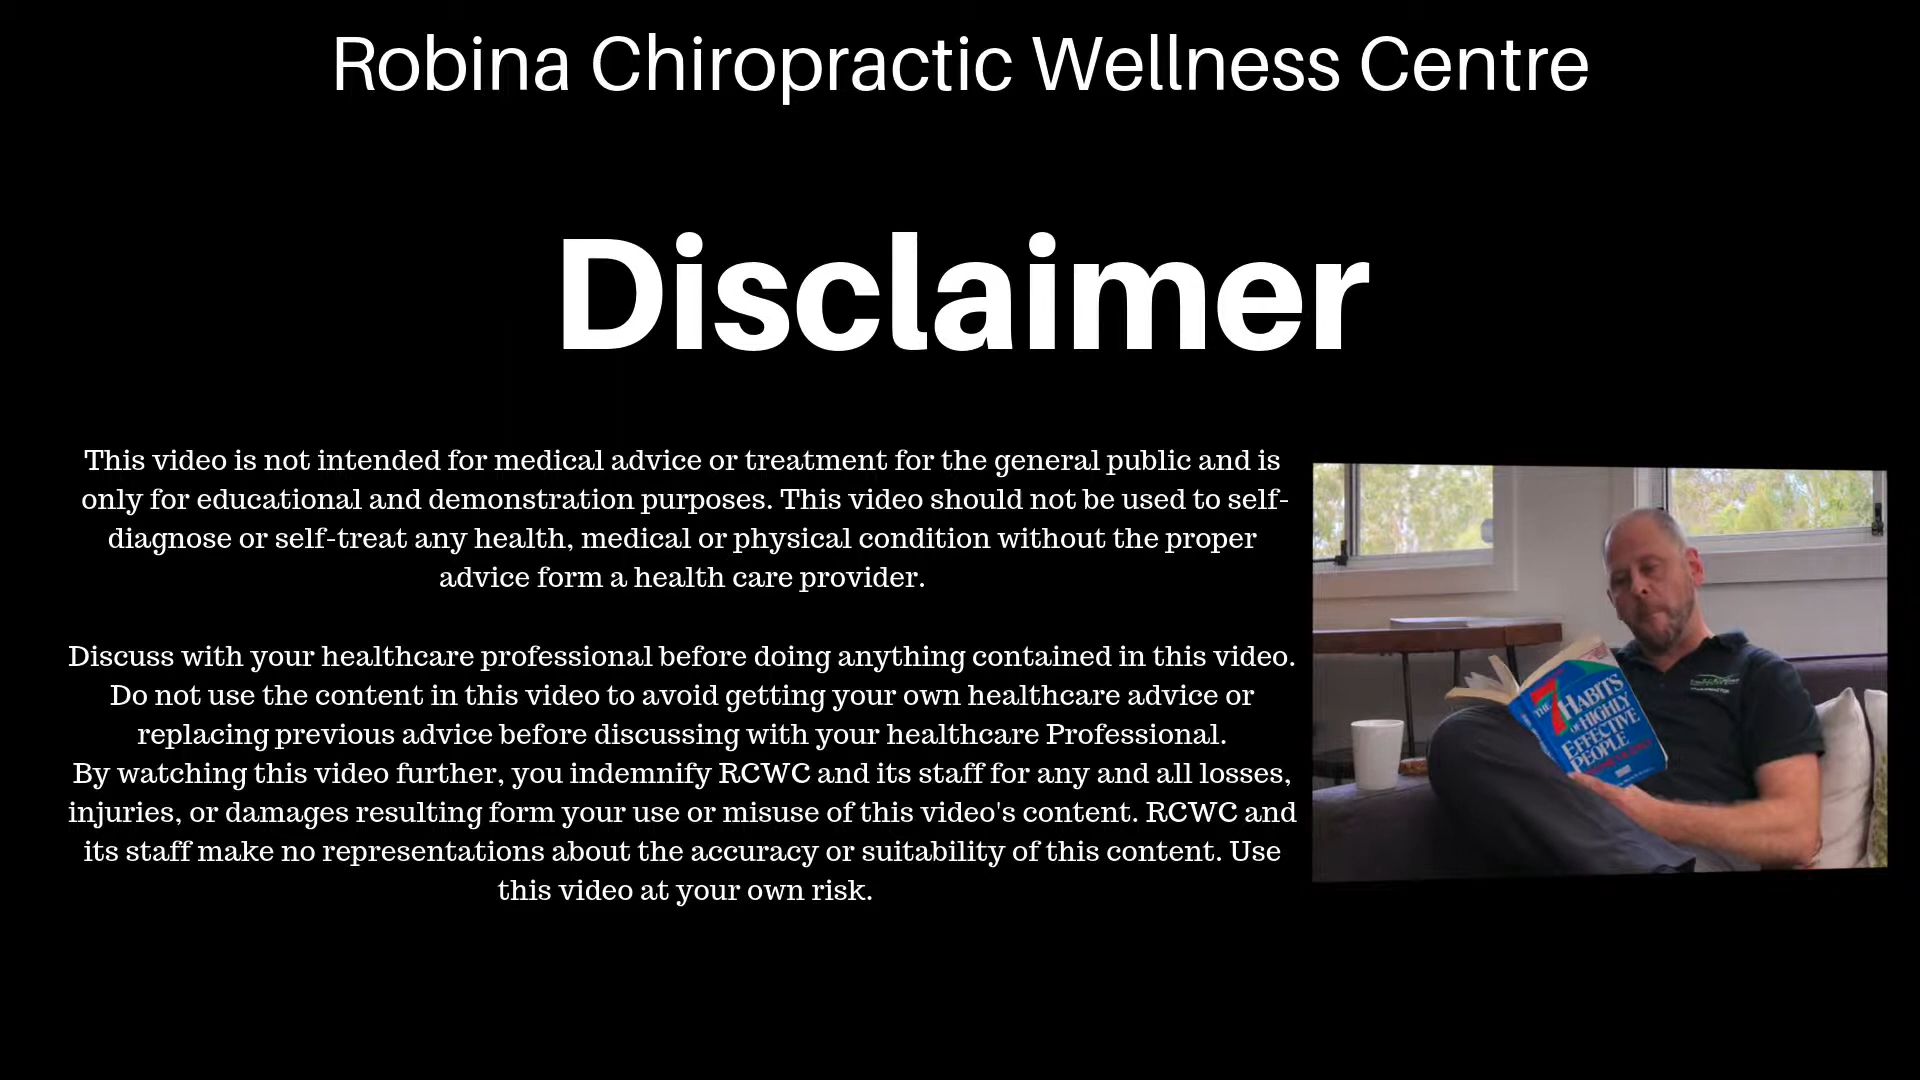 Robina Chiropractic Wellness Centre
Disclaimer
This video is not intended for medical advice or treatment for the general public and is
only for educational and demonstration purposes. This video should not be used to self-
diagnose or self-treat any health, medical or physical condition without the proper
advice form a health care provider.
Discuss with your healthcare professional before doing anything contained in this video.
Do not use the content in this video to avoid getting your own healthcare advice or
replacing previous advice before discussing with your healthcare Professional.
By watching this video further, you indemnify RCWC and its staff for any and all losses,
injuries, or damages resulting form your use or misuse of this video's content. RCWC and
its staff make no representations about the accuracy or suitability of this content. Use
this video at your own risk.
THE 7 HABITS
OF HIGHLY
EFFECTIVE
PEOPLE